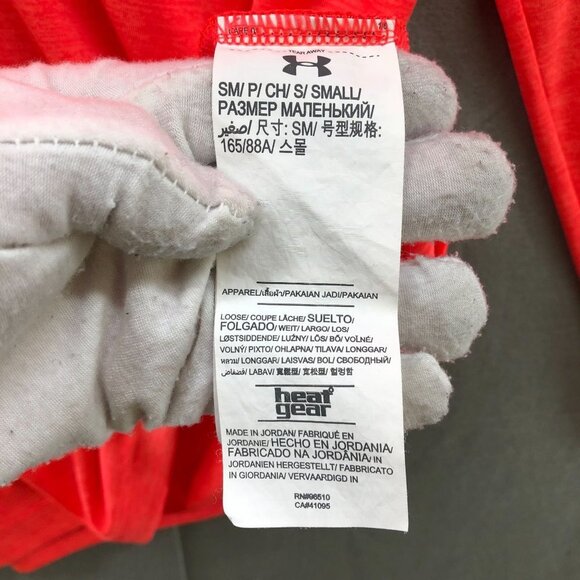 CARE
TEAR AWAY
SM/ P/ CH/ S/ SMALL/
РАЗМЕР МАЛЕНЬКИЙ/
صغير/ 尺寸: SM/ 号型规格:
165/88A/ 스몰
APPAREL/เสื้อผ้า/PAKAIAN JADI/PAKAIAN
LOOSE/ COUPE LÂCHE/ SUELTO/
FOLGADO/ WEIT/ LARGO/ LOS/
LØSTSIDDENDE/ LUŹNY/ LÖS/ BŐ/ VOĽNÉ/
VOLNÝ/ PIXTO/ OHLAPNA/ TILAVA/ LONGGAR/
หลวม/ LONGGAR/ LAISVAS/ BOL/ СВОБОДНЫЙ/
فضفاض/ LABAV/ 寬鬆型/ 宽松型/ 헐렁함
heat
gear
MADE IN JORDAN/ FABRIQUÉ EN
JORDANIE/ HECHO EN JORDANIA/
FABRICADO NA JORDÂNIA/ IN
JORDANIEN HERGESTELLT/ FABBRICATO
IN GIORDANIA/ VERVAARDIGD IN
RN#96510
CA#41095